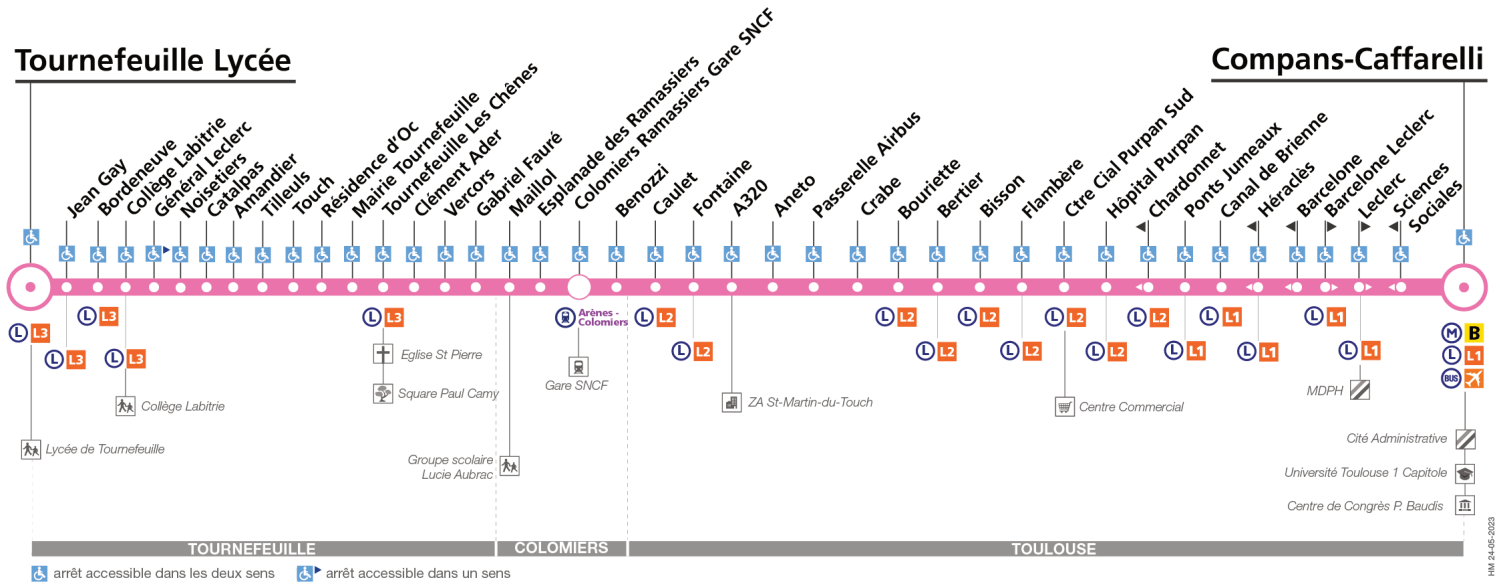 Tournefeuille Lycée
Compans-Caffarelli
Jean Gay
Bordeneuve
Collège Labitrie
Général Leclerc
Noisetiers
Catalpas
Amandier
Tilleuls
Touch
Résidence d'Oc
Mairie Tournefeuille
Tournefeuille Les Chênes
Clément Ader
Vercors
Gabriel Fauré
Maillol
Esplanade des Ramassiers
Colomiers Ramassiers Gare SNCF
Benozzi
Caulet
Fontaine
A320
Aneto
Passerelle Airbus
Crabe
Bouriette
Bertier
Bisson
Flambère
Ctre Cial Purpan Sud
Hôpital Purpan
Chardonnet
Ponts Jumeaux
Canal de Brienne
Héraclès
Barcelone
Barcelone Leclerc
Leclerc
Sciences
Sociales
L L3
L L3
L L3
L L3
L L3
Arènes -
Colomiers
L L2
L L2
L L2
L L2
L L2
L L2
L L2
L L2
L L2
L L1
L L1
L L1
L L1
L L1
M B
L L1
BUS
Eglise St Pierre
Square Paul Camy
Collège Labitrie
Lycée de Tournefeuille
Groupe scolaire
Lucie Aubrac
Gare SNCF
ZA St-Martin-du-Touch
Centre Commercial
MDPH
Cité Administrative
Université Toulouse 1 Capitole
Centre de Congrès P. Baudis
TOURNEFEUILLE
COLOMIERS
TOULOUSE
arrêt accessible dans les deux sens
arrêt accessible dans un sens
HM 24-05-2023